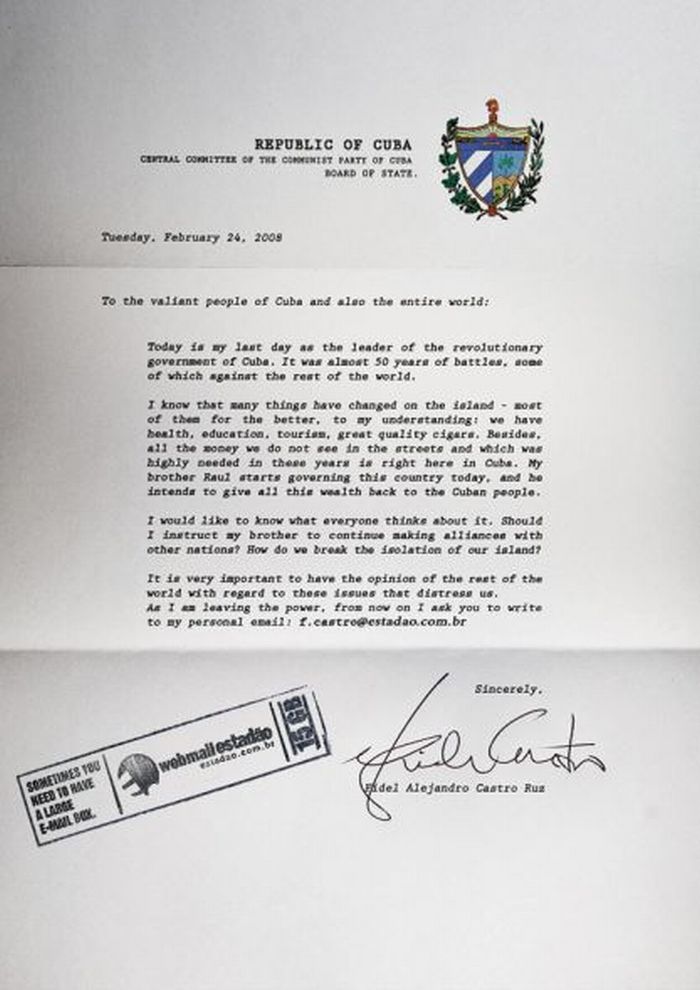 REPUBLIC OF CUBA
CENTRAL COMMITTEE OF THE COMMUNIST PARTY OF CUBA
BOARD OF STATE.
Tuesday, February 24, 2008
To the valiant people of Cuba and also the entire world:
Today is my last day as the leader of the revolutionary
government of Cuba. It was almost 50 years of battles, some
of which against the rest of the world.
I know that many things have changed on the island - most
of them for the better, to my understanding: we have
health, education, tourism, great quality cigars. Besides,
all the money we do not see in the streets and which was
highly needed in these years is right here in Cuba. My
brother Raul starts governing this country today, and he
intends to give all this wealth back to the Cuban people.
I would like to know what everyone thinks about it. Should
I instruct my brother to continue making alliances with
other nations? How do we break the isolation of our island?
It is very important to have the opinion of the rest of the
world with regard to these issues that distress us.
As I am leaving the power, from now on I ask you to write
to my personal email: f.castro@estadao.com.br
Sincerely,
Fidel Castro
Fidel Alejandro Castro Ruz
SOMETIMES YOU
NEED TO HAVE
A LARGE
E-MAIL BOX.
webmail estadão
estadao.com.br